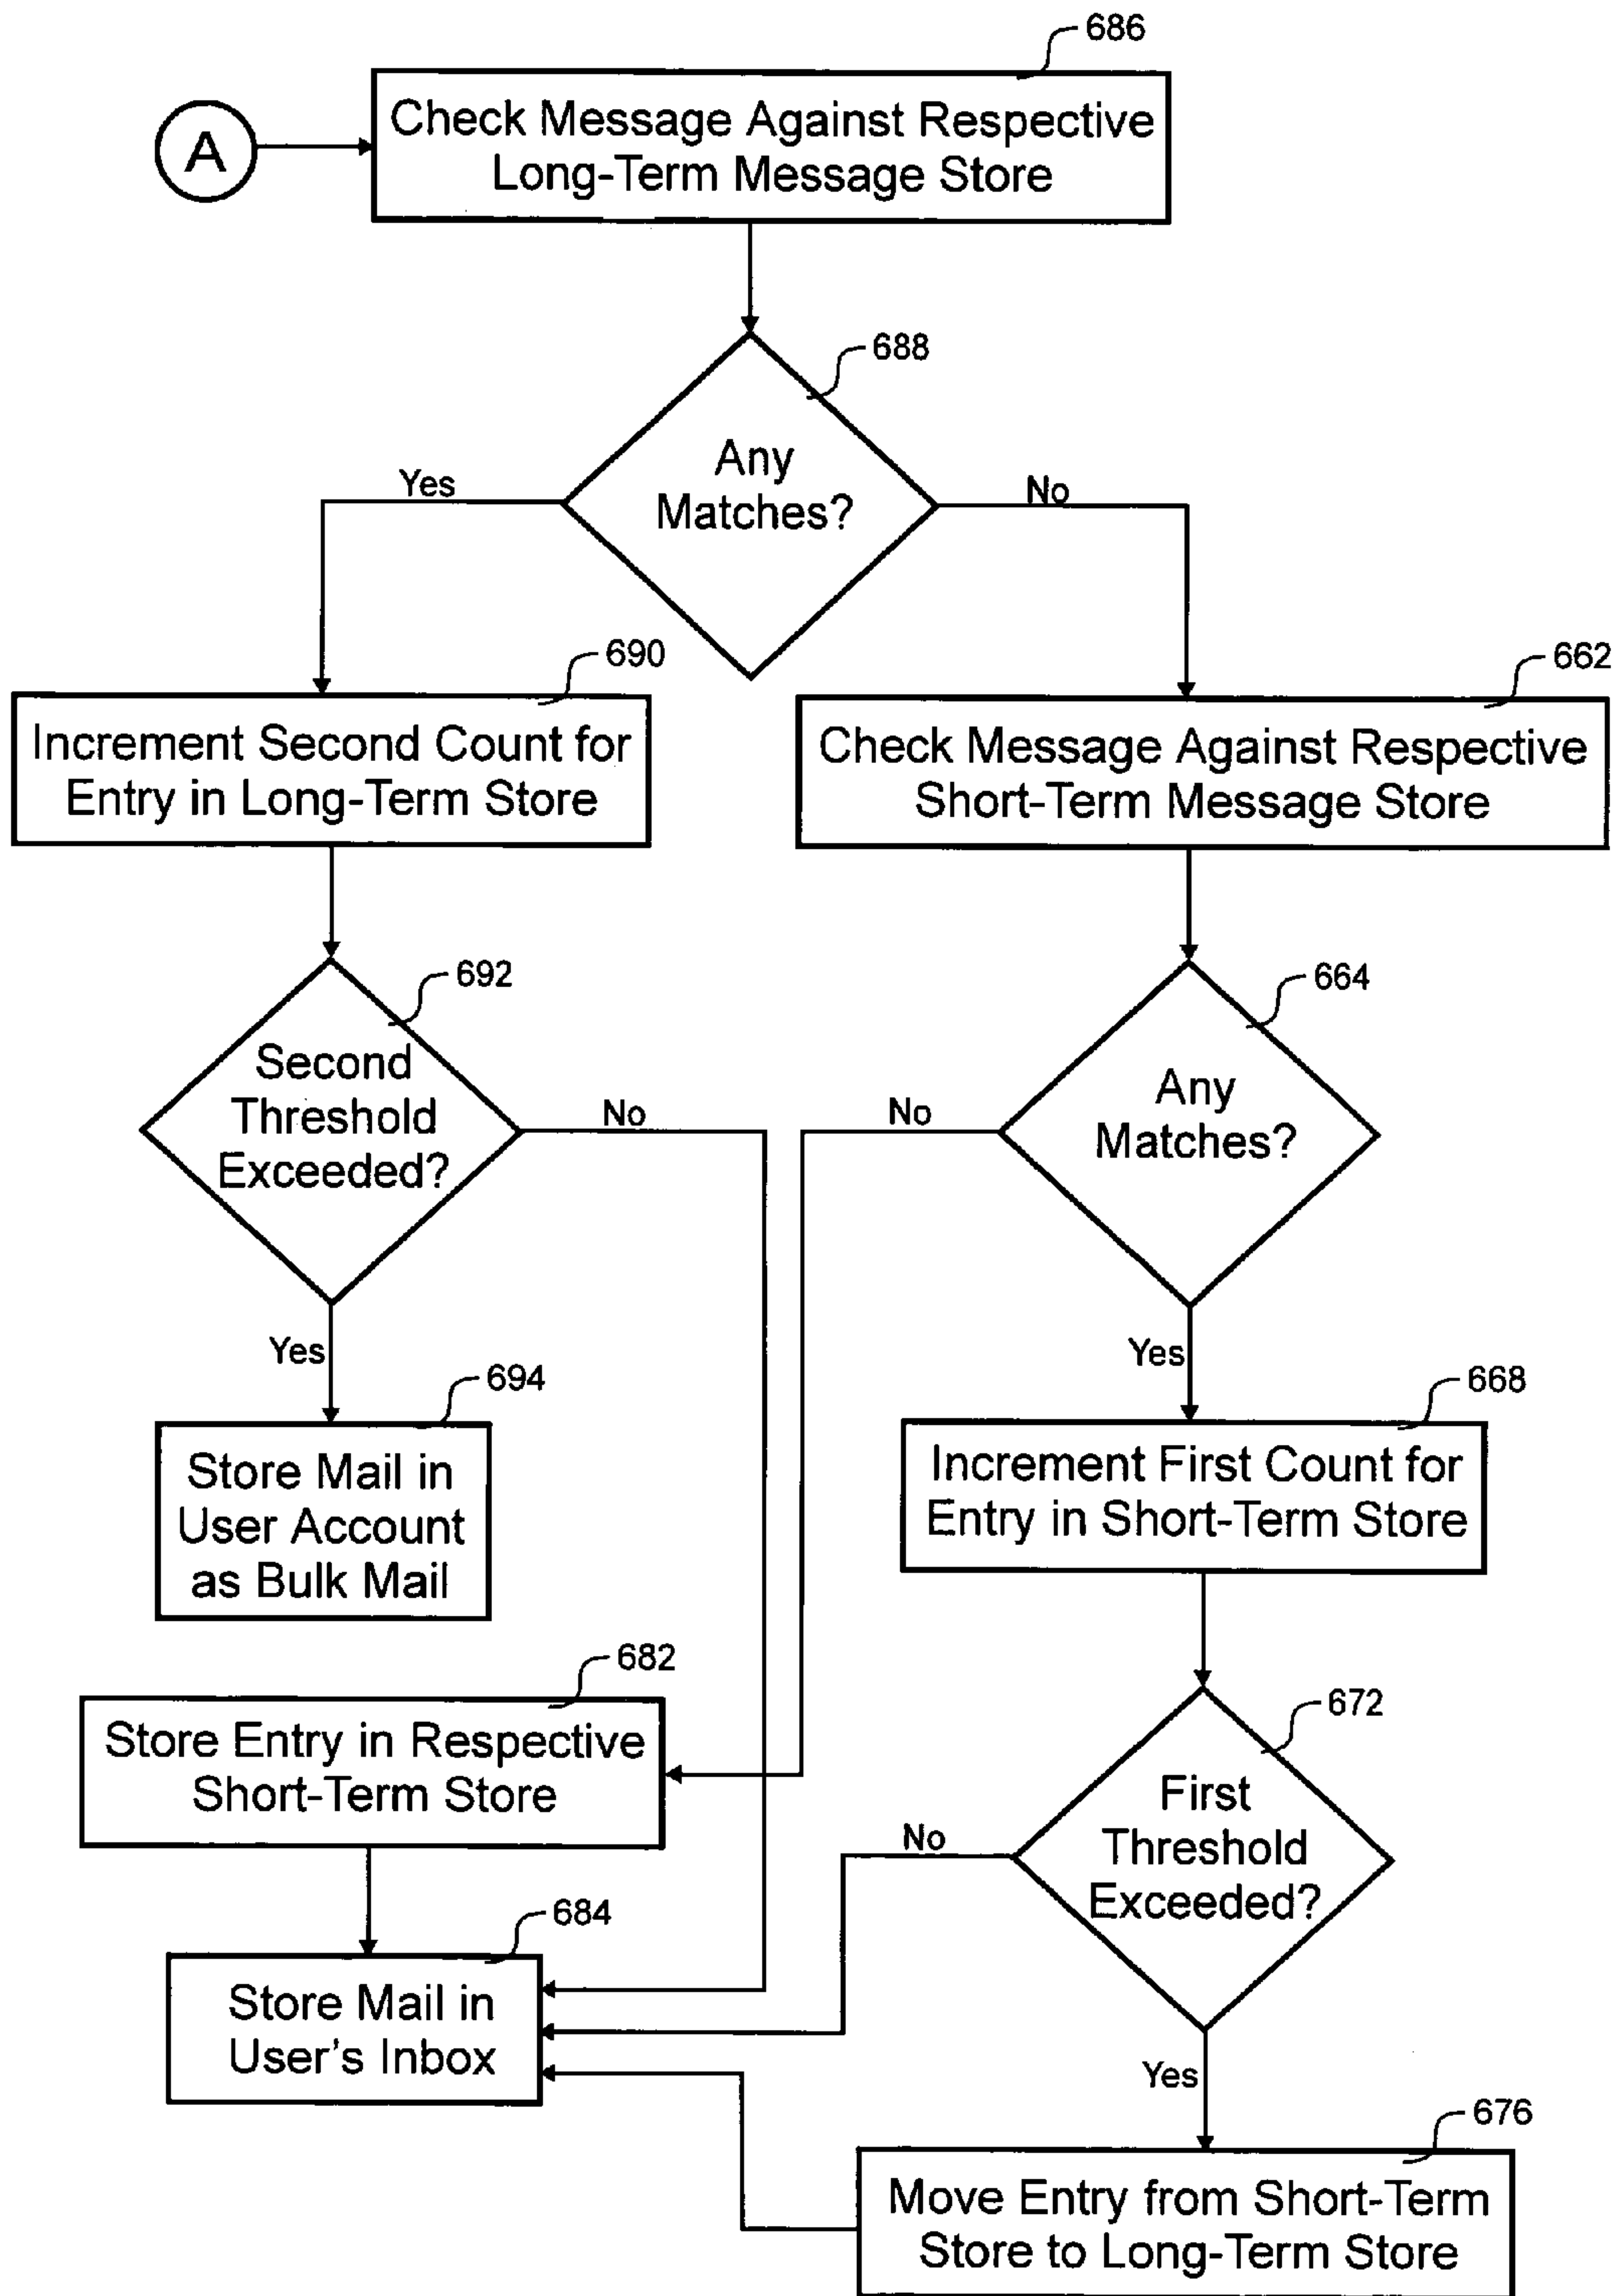 686
A
Check Message Against Respective
Long-Term Message Store
688
Any
Matches?
Yes
No
690
Increment Second Count for
Entry in Long-Term Store
662
Check Message Against Respective
Short-Term Message Store
692
Second
Threshold
Exceeded?
No
Yes
664
Any
Matches?
No
Yes
694
Store Mail in
User Account
as Bulk Mail
668
Increment First Count for
Entry in Short-Term Store
682
Store Entry in Respective
Short-Term Store
672
First
Threshold
Exceeded?
No
Yes
684
Store Mail in
User's Inbox
676
Move Entry from Short-Term
Store to Long-Term Store